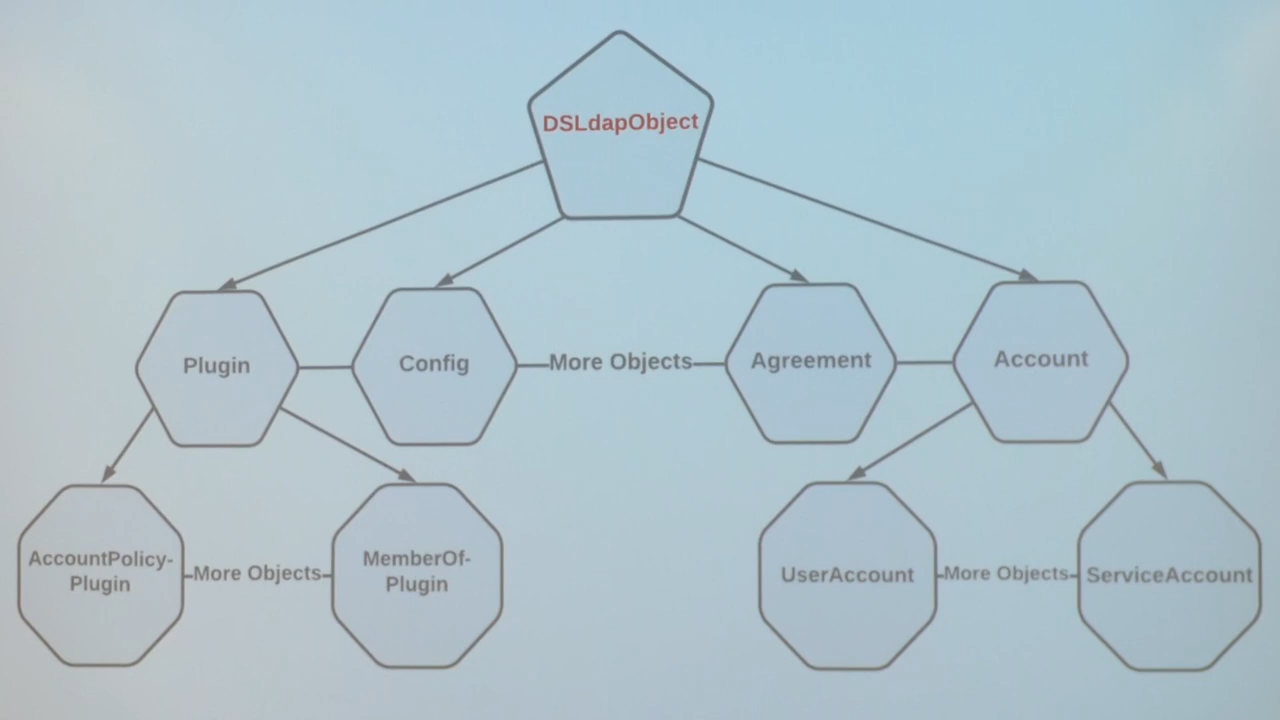 DSLdapObject
Plugin
Config
More Objects
Agreement
Account
AccountPolicy-
Plugin
More Objects
MemberOf-
Plugin
UserAccount
More Objects
ServiceAccount